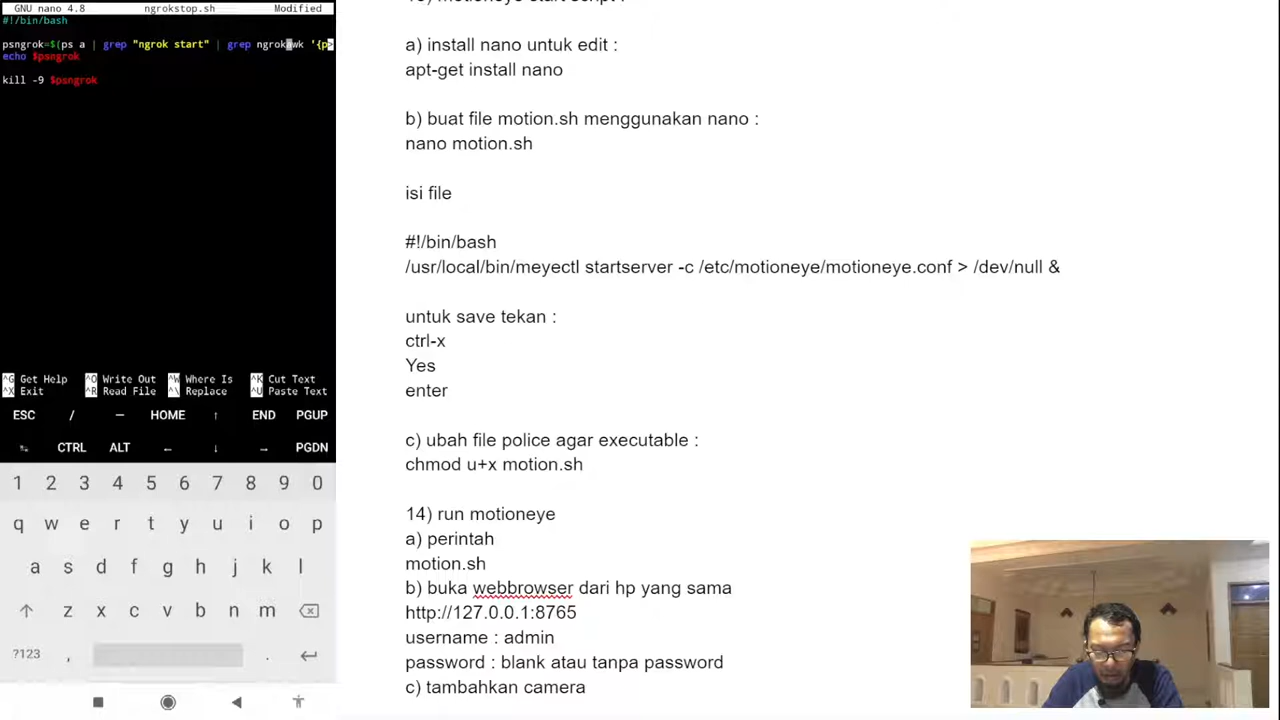 GNU nano 4.8 ngrokstop.sh Modified
#!/bin/bash
psngrok=$(ps a | grep "ngrok start" | grep ngrokawk '{p>
echo $psngrok
kill -9 $psngrok
^G Get Help ^O Write Out ^W Where Is ^K Cut Text
^X Exit ^R Read File ^\ Replace ^U Paste Text
ESC / — HOME ↑ END PGUP
↹ CTRL ALT ← ↓ → PGDN
1 2 3 4 5 6 7 8 9 0
q w e r t y u i o p
a s d f g h j k l
z x c v b n m
?123 , .
a) install nano untuk edit :
apt-get install nano
b) buat file motion.sh menggunakan nano :
nano motion.sh
isi file
#!/bin/bash
/usr/local/bin/meyectl startserver -c /etc/motioneye/motioneye.conf > /dev/null &
untuk save tekan :
ctrl-x
Yes
enter
c) ubah file police agar executable :
chmod u+x motion.sh
14) run motioneye
a) perintah
motion.sh
b) buka webbrowser dari hp yang sama
http://127.0.0.1:8765
username : admin
password : blank atau tanpa password
c) tambahkan camera